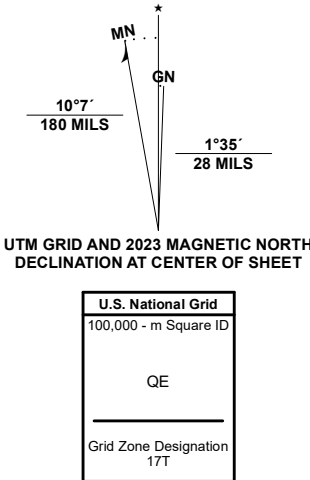 ★
MN
GN
10°7´
180 MILS
1°35´
28 MILS
UTM GRID AND 2023 MAGNETIC NORTH
DECLINATION AT CENTER OF SHEET
U.S. National Grid
100,000 - m Square ID
QE
Grid Zone Designation
17T